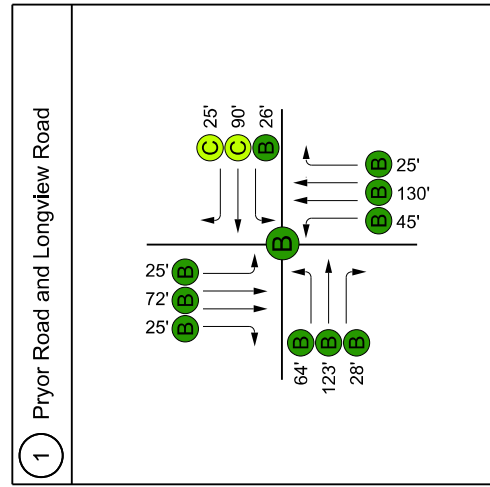 1 Pryor Road and Longview Road
25' 90' 26'
C C B
25' B
72' B
25' B
B
B 25'
B 130'
B 45'
B B B
64' 123' 28'